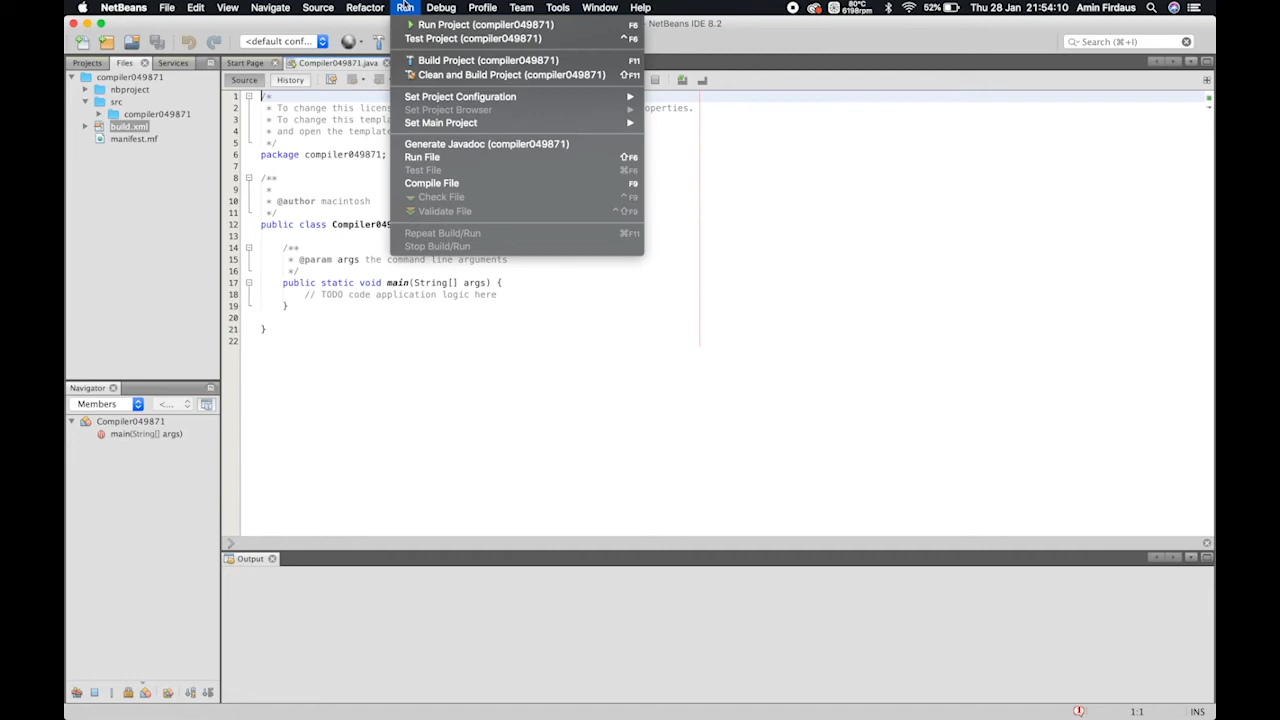 NetBeans File Edit View Navigate Source Refactor Run Debug Profile Team Tools Window Help 52% Thu 28 Jan 21:54:10 Amin Firdaus
NetBeans IDE 8.2
<default conf...
Search (⌘+I)
Projects Files Services
Start Page Compiler049871.java
Source History
compiler049871
nbproject
src
compiler049871
build.xml
manifest.mf
Run Project (compiler049871) F6
Test Project (compiler049871) ^F6
Build Project (compiler049871) F11
Clean and Build Project (compiler049871) ⇧F11
Set Project Configuration
Set Project Browser
Set Main Project
Generate Javadoc (compiler049871)
Run File ⇧F6
Test File ⌘F6
Compile File F9
Check File ^F9
Validate File ^⇧F9
Repeat Build/Run ⌘F11
Stop Build/Run
1 /*
2 * To change this licens operties.
3 * To change this templa
4 * and open the template
5 */
6 package compiler049871;
7
8 /**
9 *
10 * @author macintosh
11 */
12 public class Compiler049
13
14 /**
15 * @param args the command line arguments
16 */
17 public static void main(String[] args) {
18 // TODO code application logic here
19 }
20
21 }
22
Navigator
Members <...
Compiler049871
main(String[] args)
Output
1:1 INS